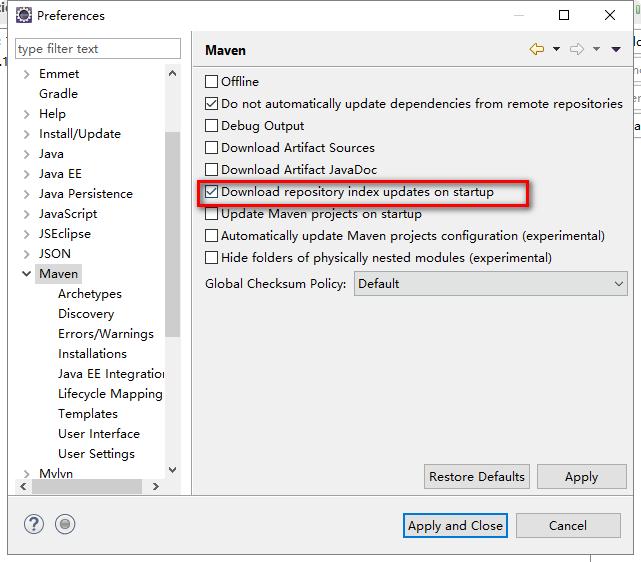 Preferences
type filter text
Emmet
Gradle
Help
Install/Update
Java
Java EE
Java Persistence
JavaScript
JSEclipse
JSON
Maven
Archetypes
Discovery
Errors/Warnings
Installations
Java EE Integration
Lifecycle Mapping
Templates
User Interface
User Settings
Mylyn
Maven
Offline
Do not automatically update dependencies from remote repositories
Debug Output
Download Artifact Sources
Download Artifact JavaDoc
Download repository index updates on startup
Update Maven projects on startup
Automatically update Maven projects configuration (experimental)
Hide folders of physically nested modules (experimental)
Global Checksum Policy: Default
Restore Defaults Apply
? Apply and Close Cancel